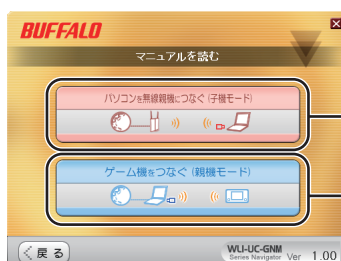 BUFFALO
マニュアルを読む
パソコンを無線親機につなぐ (子機モード)
ゲーム機をつなぐ (親機モード)
戻る
WLI-UC-GNM
Series Navigator Ver 1.00